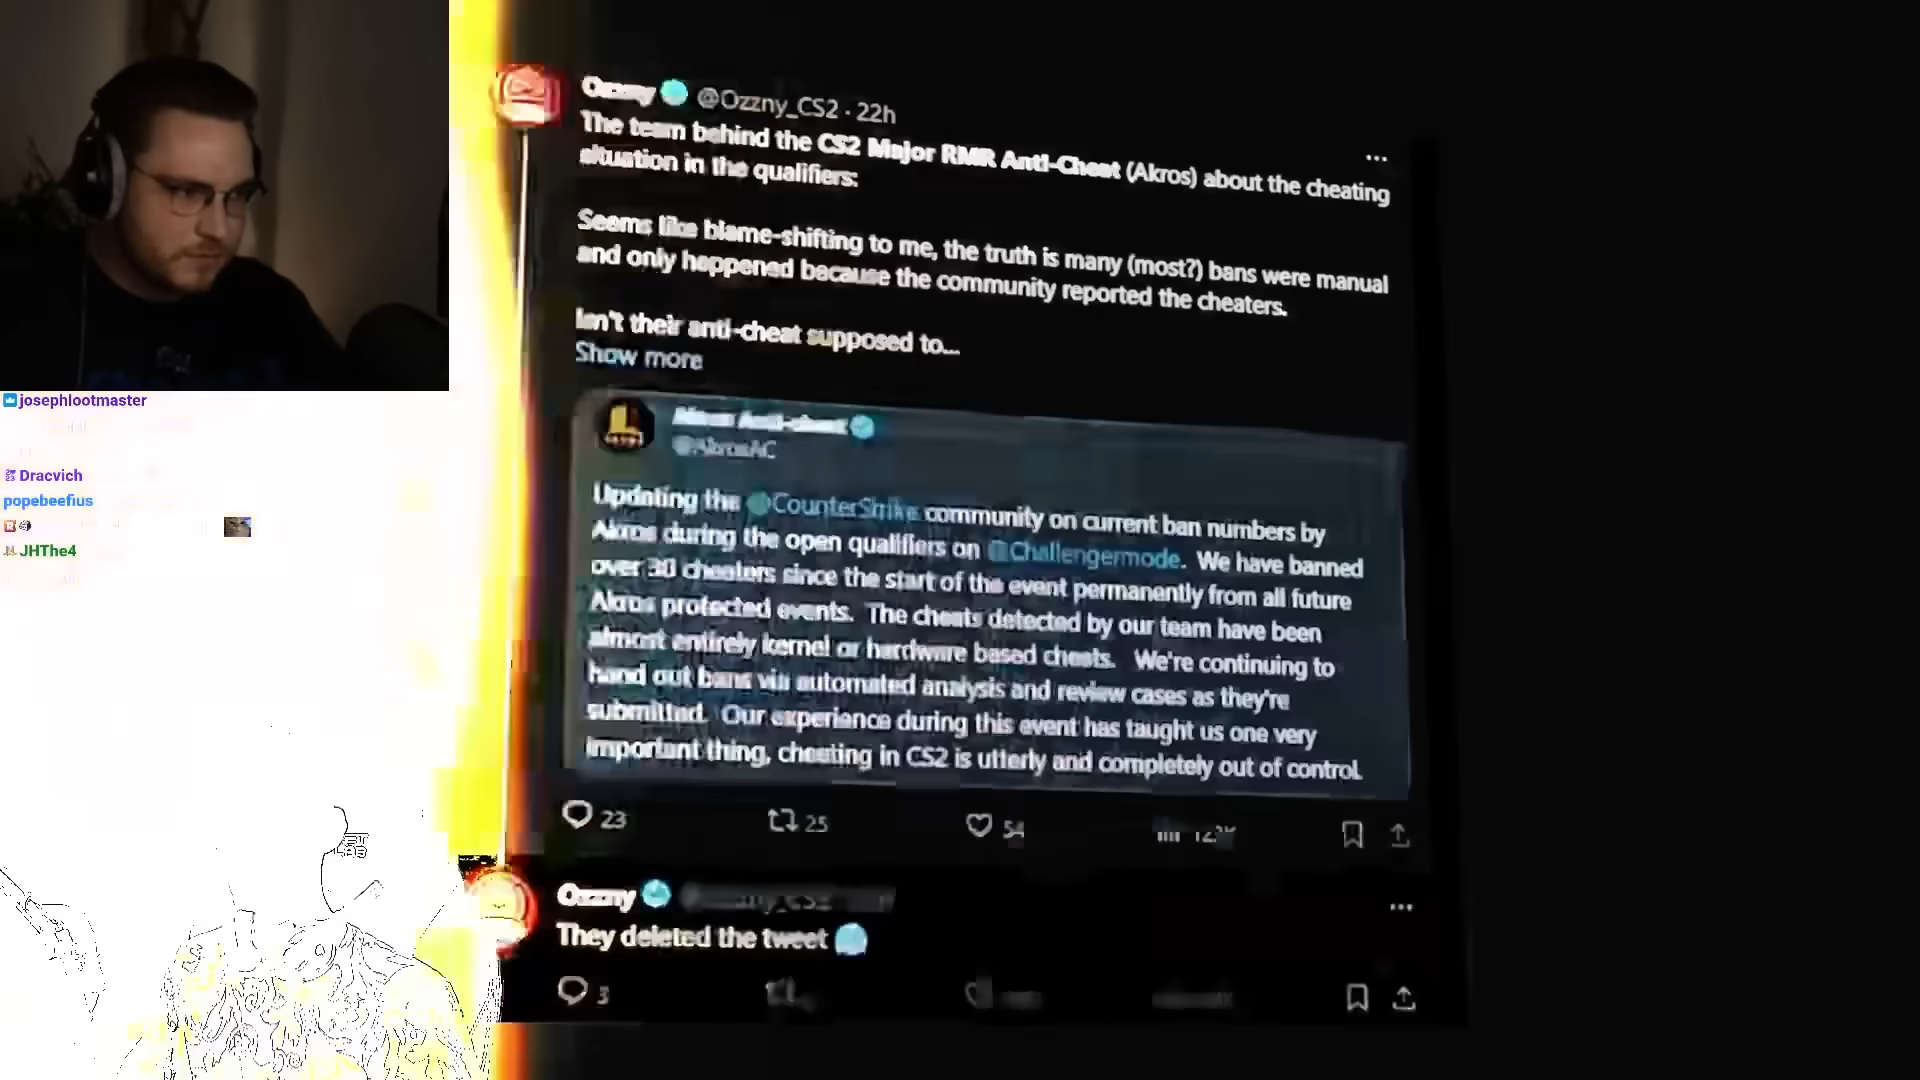 Ozzny @Ozzny_CS2 · 22h
The team behind the CS2 Major RMR Anti-Cheat (Akros) about the cheating
situation in the qualifiers:
Seems like blame-shifting to me, the truth is many (most?) bans were manual
and only happened because the community reported the cheaters.
Isn't their anti-cheat supposed to...
Show more
Akros Anti-cheat
@AkrosAC
Updating the @CounterStrike community on current ban numbers by
Akros during the open qualifiers on @Challengermode. We have banned
over 30 cheaters since the start of the event permanently from all future
Akros protected events. The cheats detected by our team have been
almost entirely kernel or hardware based cheats. We're continuing to
hand out bans via automated analysis and review cases as they're
submitted. Our experience during this event has taught us one very
important thing, cheating in CS2 is utterly and completely out of control.
23 25 54
Ozzny
They deleted the tweet
3
josephlootmaster
Dracvich
popebeefius
JHThe4